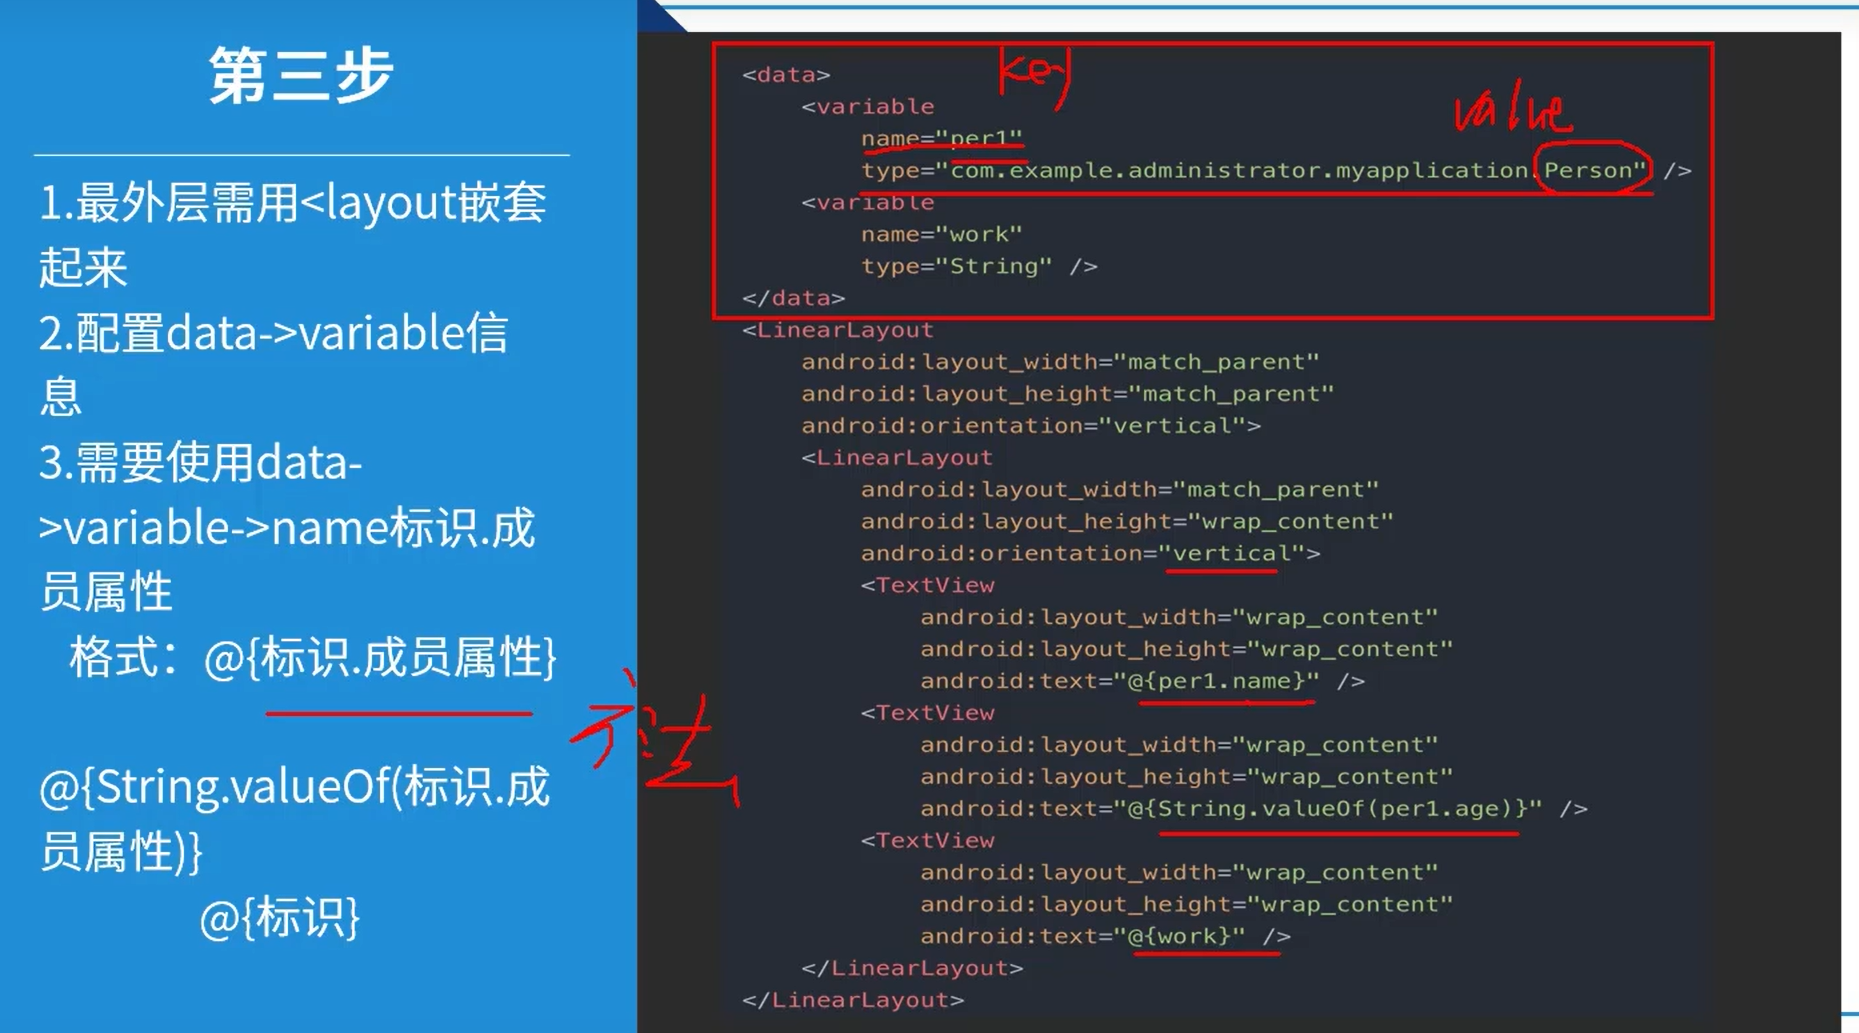 第三步
1.最外层需用<layout嵌套
起来
2.配置data->variable信
息
3.需要使用data-
>variable->name标识.成
员属性
格式：@{标识.成员属性}
@{String.valueOf(标识.成
员属性)}
@{标识}
方法
key
value
<data>
<variable
name="per1"
type="com.example.administrator.myapplication.Person" />
<variable
name="work"
type="String" />
</data>
<LinearLayout
android:layout_width="match_parent"
android:layout_height="match_parent"
android:orientation="vertical">
<LinearLayout
android:layout_width="match_parent"
android:layout_height="wrap_content"
android:orientation="vertical">
<TextView
android:layout_width="wrap_content"
android:layout_height="wrap_content"
android:text="@{per1.name}" />
<TextView
android:layout_width="wrap_content"
android:layout_height="wrap_content"
android:text="@{String.valueOf(per1.age)}" />
<TextView
android:layout_width="wrap_content"
android:layout_height="wrap_content"
android:text="@{work}" />
</LinearLayout>
</LinearLayout>